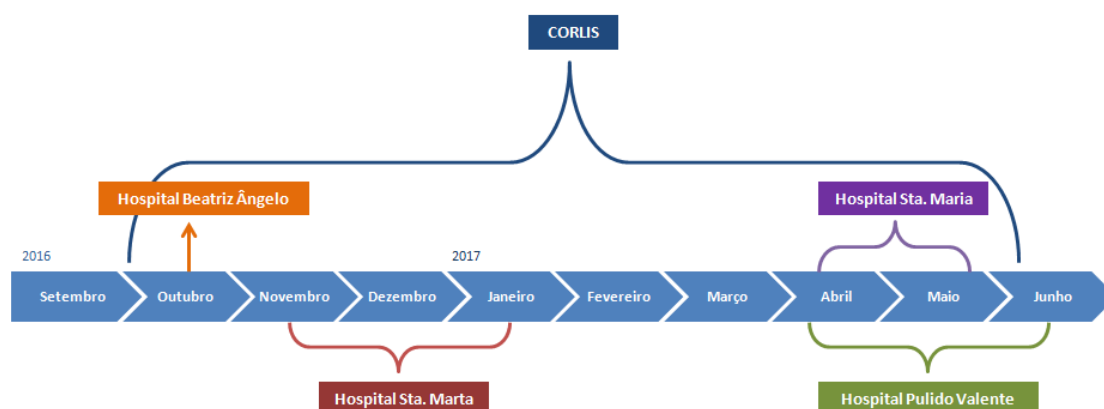 CORLIS
Hospital Beatriz Ângelo
Hospital Sta. Maria
2016
2017
Setembro
Outubro
Novembro
Dezembro
Janeiro
Fevereiro
Março
Abril
Maio
Junho
Hospital Sta. Marta
Hospital Pulido Valente